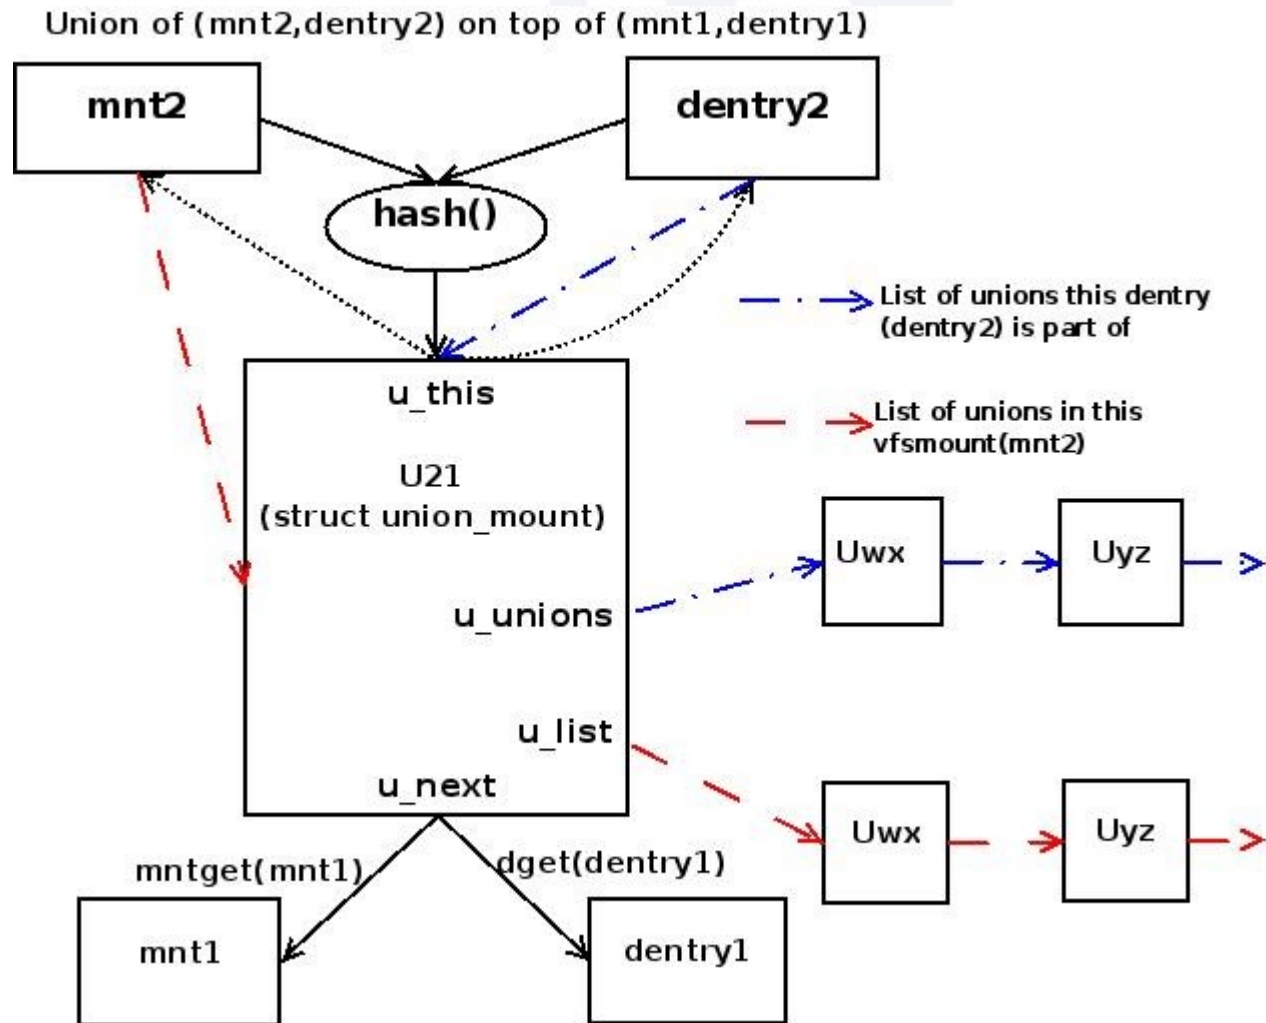 Union of (mnt2,dentry2) on top of (mnt1,dentry1)
mnt2
dentry2
hash()
List of unions this dentry
(dentry2) is part of
u_this
List of unions in this
vfsmount(mnt2)
U21
(struct union_mount)
Uwx
Uyz
u_unions
u_list
u_next
Uwx
Uyz
mntget(mnt1)
dget(dentry1)
mnt1
dentry1